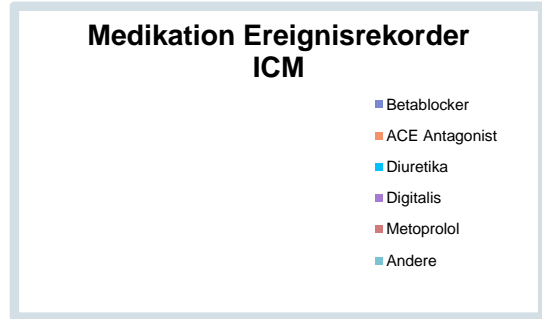 Medikation Ereignisrekorder
ICM
Betablocker
ACE Antagonist
Diuretika
Digitalis
Metoprolol
Andere